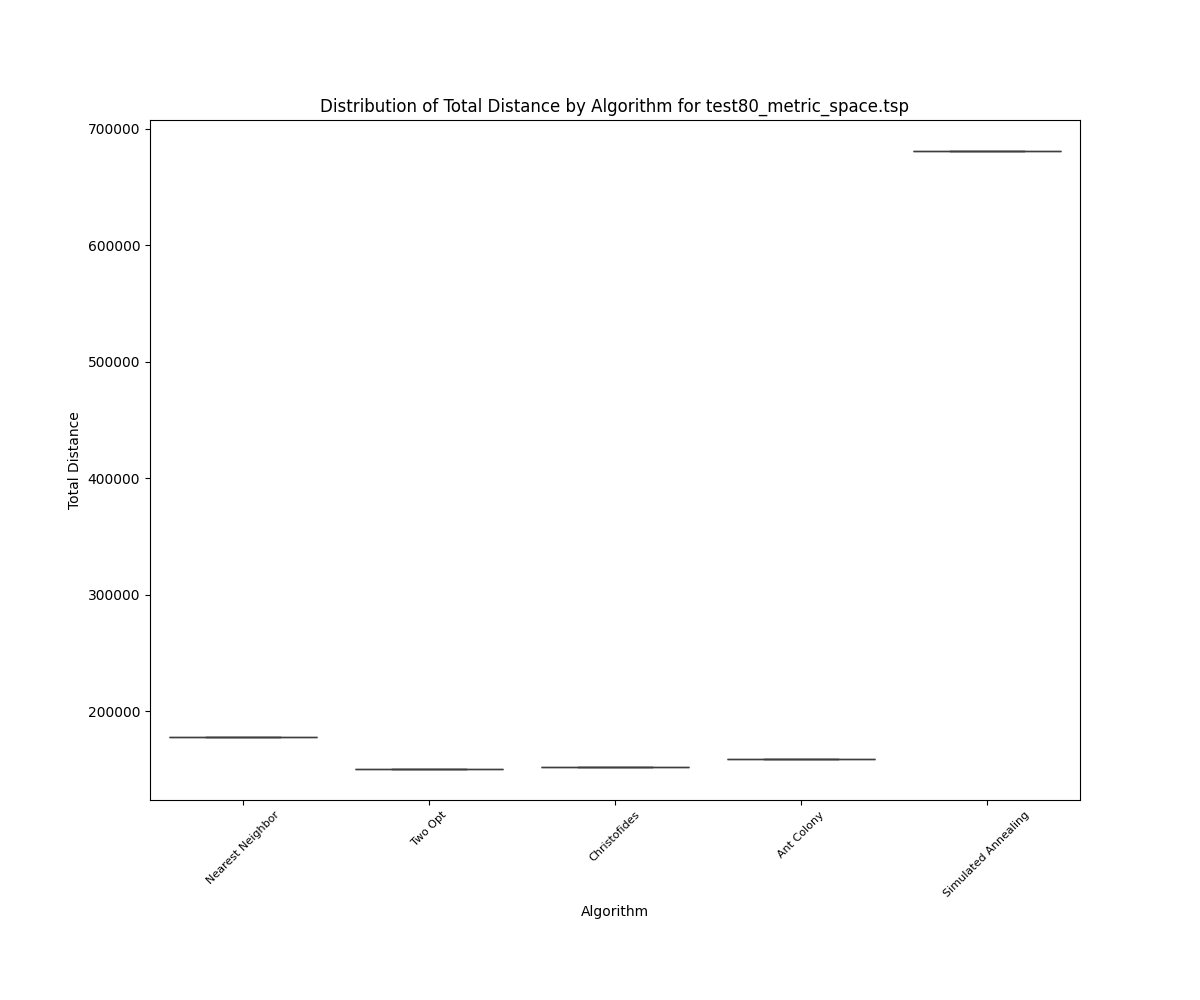 Distribution of Total Distance by Algorithm for test80_metric_space.tsp
700000
600000
500000
400000
300000
200000
Total Distance
Nearest Neighbor
Two Opt
Christofides
Ant Colony
Simulated Annealing
Algorithm